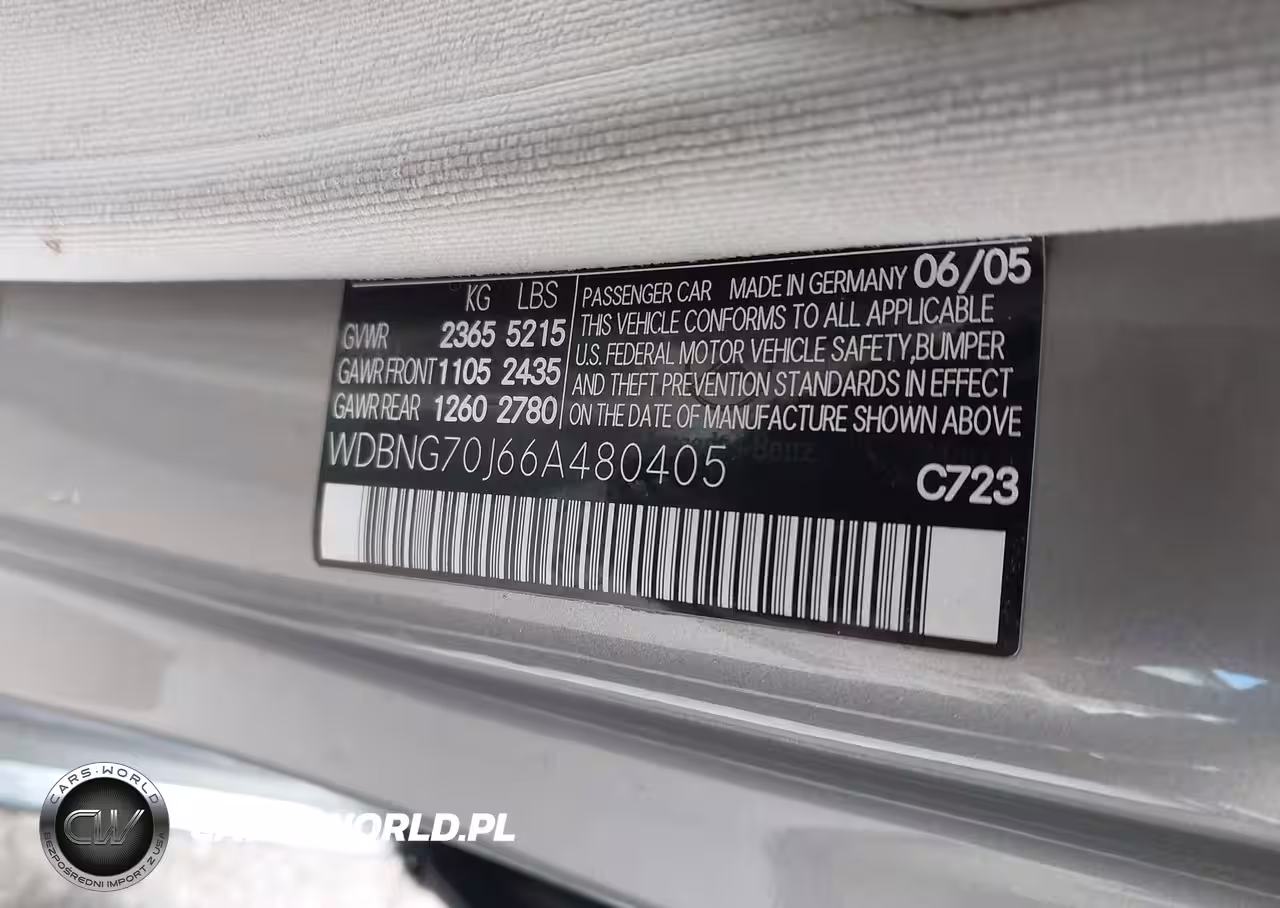 KG LBS
GVWR 2365 5215
GAWR FRONT 1105 2435
GAWR REAR 1260 2780
PASSENGER CAR MADE IN GERMANY 06/05
THIS VEHICLE CONFORMS TO ALL APPLICABLE
U.S. FEDERAL MOTOR VEHICLE SAFETY,BUMPER
AND THEFT PREVENTION STANDARDS IN EFFECT
ON THE DATE OF MANUFACTURE SHOWN ABOVE
WDBNG70J66A480405
C723
CARS-WORLD
CW
BEZPOŚREDNI IMPORT Z USA
CARS-WORLD.PL